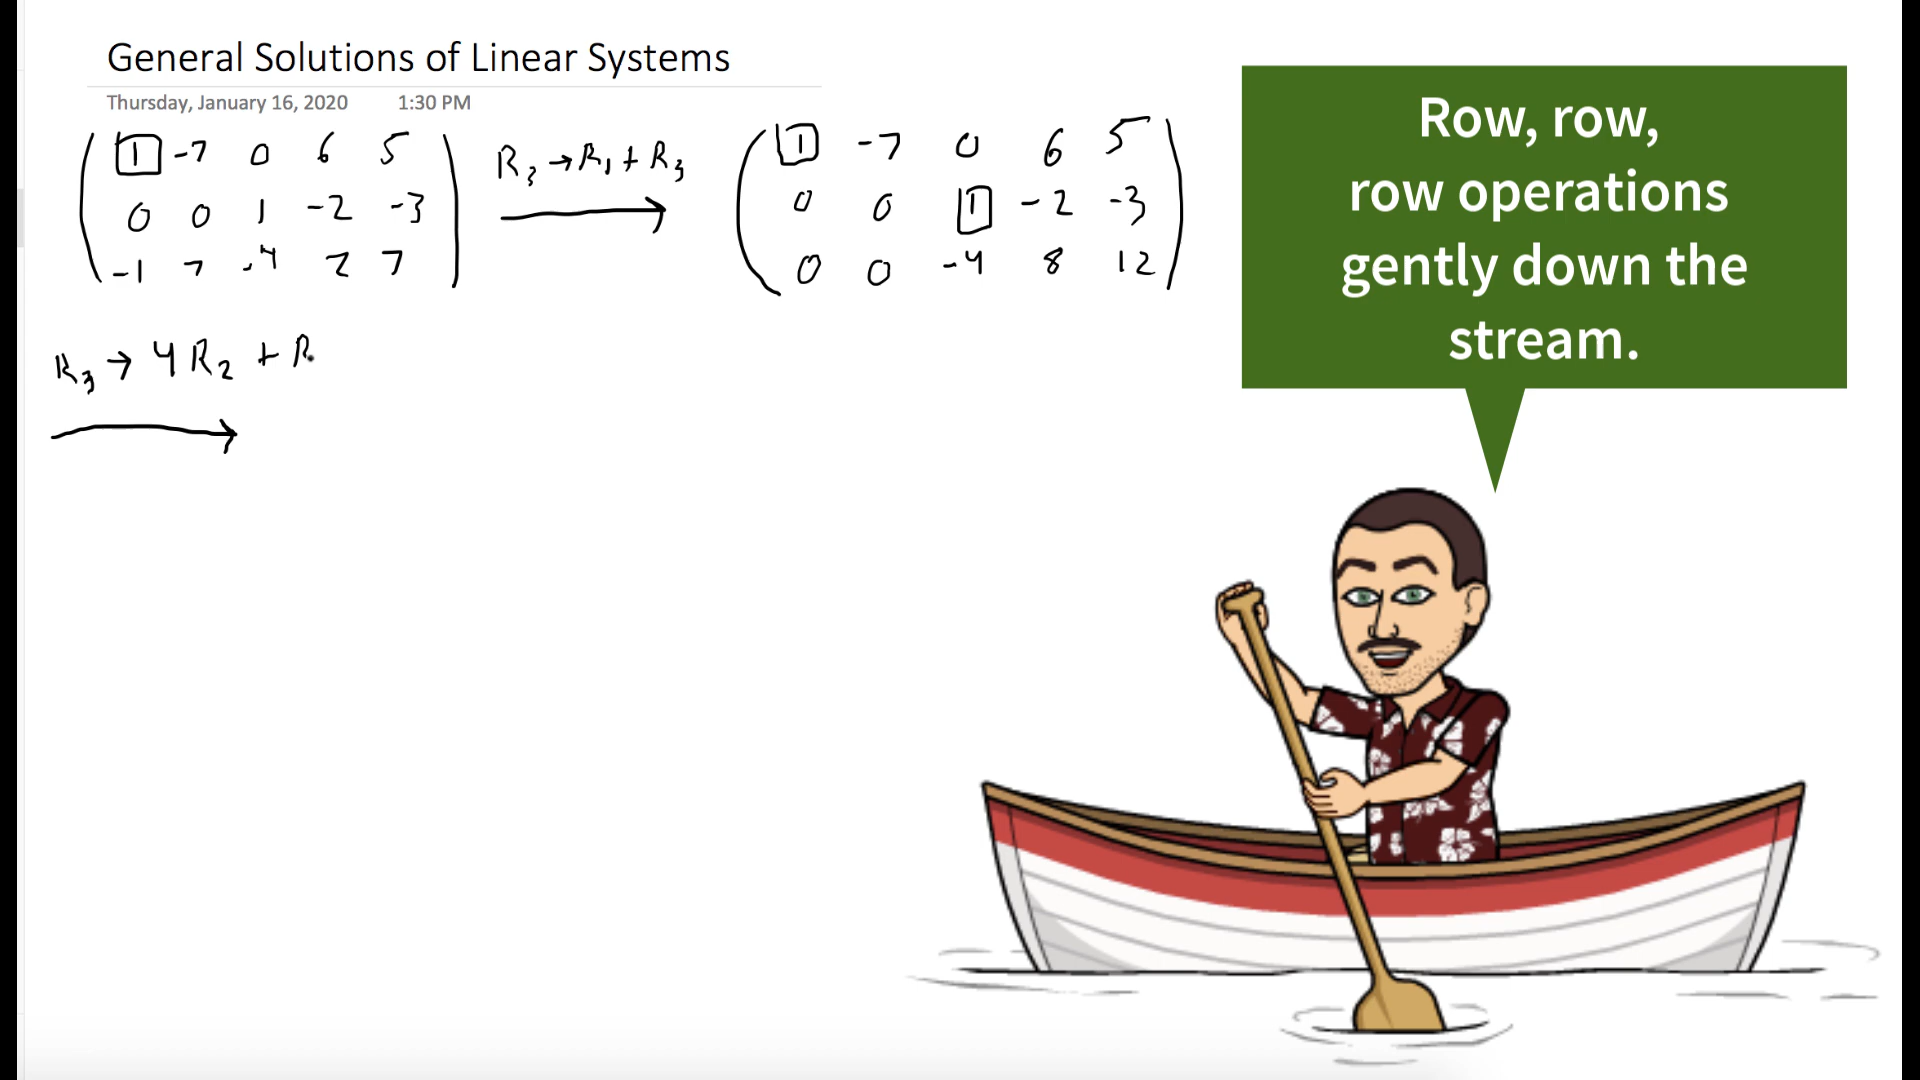 General Solutions of Linear Systems
Thursday, January 16, 2020 1:30 PM
1 -7 0 6 5
0 0 1 -2 -3
-1 7 -4 2 7
R3 → R1 + R3
1 -7 0 6 5
0 0 1 -2 -3
0 0 -4 8 12
R3 → 4R2 + R
Row, row,
row operations
gently down the
stream.